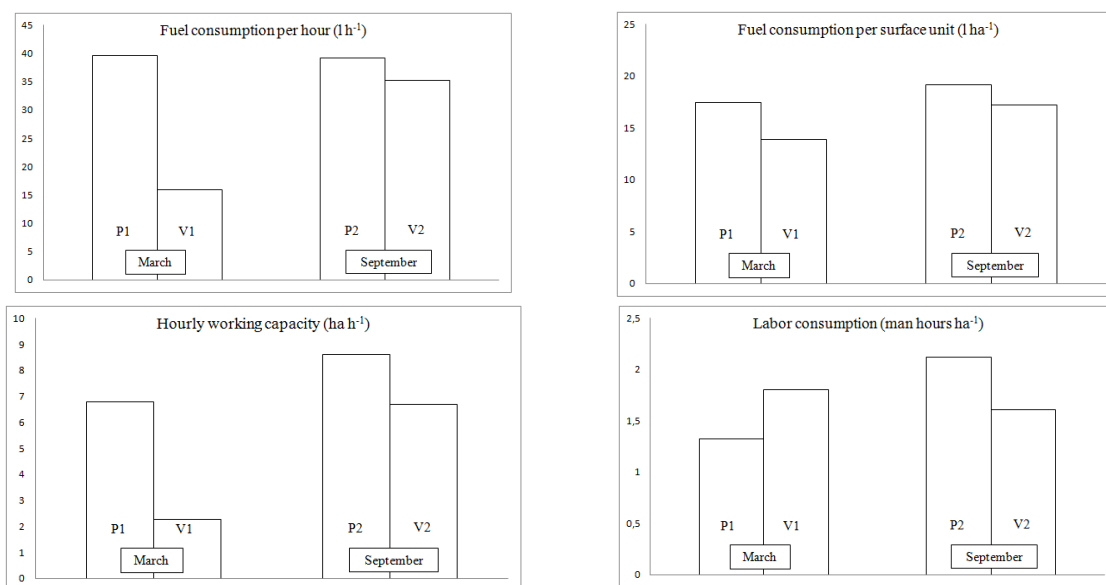 Fuel consumption per hour (l h⁻¹)
45
40
35
30
25
20
15
10
5
0
P1
V1
P2
V2
March
September
Fuel consumption per surface unit (l ha⁻¹)
25
20
15
10
5
0
P1
V1
P2
V2
March
September
Hourly working capacity (ha h⁻¹)
10
9
8
7
6
5
4
3
2
1
0
P1
V1
P2
V2
March
September
Labor consumption (man hours ha⁻¹)
2,5
2
1,5
1
0,5
0
P1
V1
P2
V2
March
September